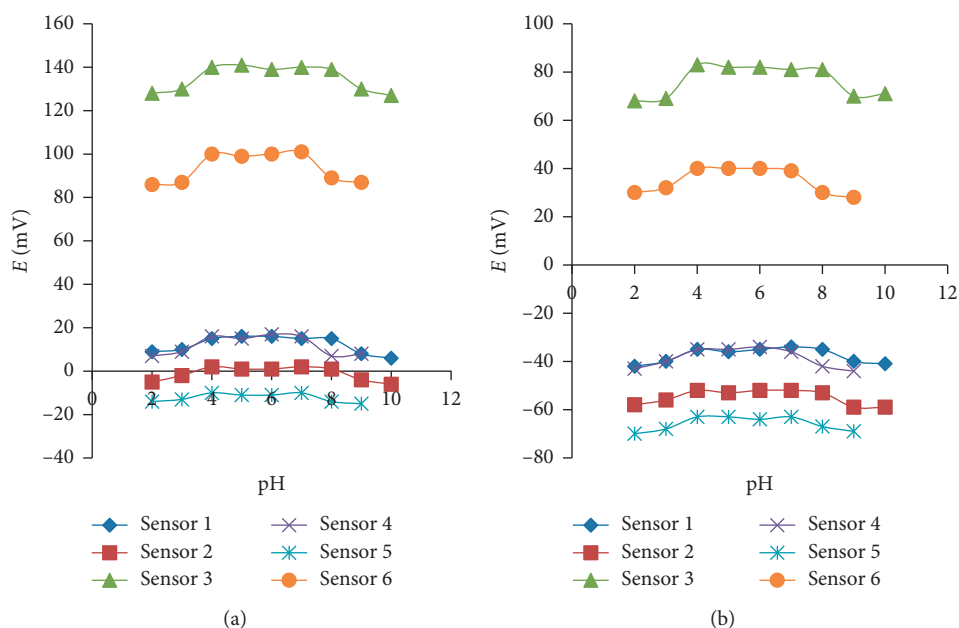 160
140
120
100
80
60
40
20
0
–20
–40
E (mV)
0 2 4 6 8 10 12
pH
Sensor 1
Sensor 2
Sensor 3
Sensor 4
Sensor 5
Sensor 6
(a)
100
80
60
40
20
0
–20
–40
–60
–80
E (mV)
0 2 4 6 8 10 12
pH
Sensor 1
Sensor 2
Sensor 3
Sensor 4
Sensor 5
Sensor 6
(b)